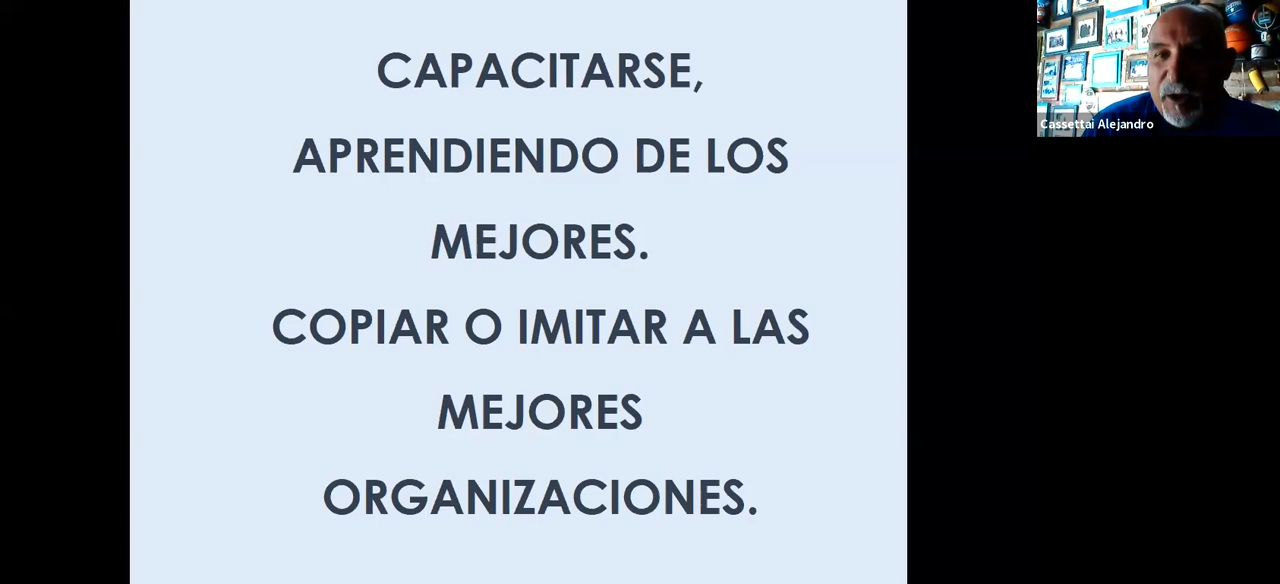 CAPACITARSE,
APRENDIENDO DE LOS
MEJORES.
COPIAR O IMITAR A LAS
MEJORES
ORGANIZACIONES.
Cassettai Alejandro